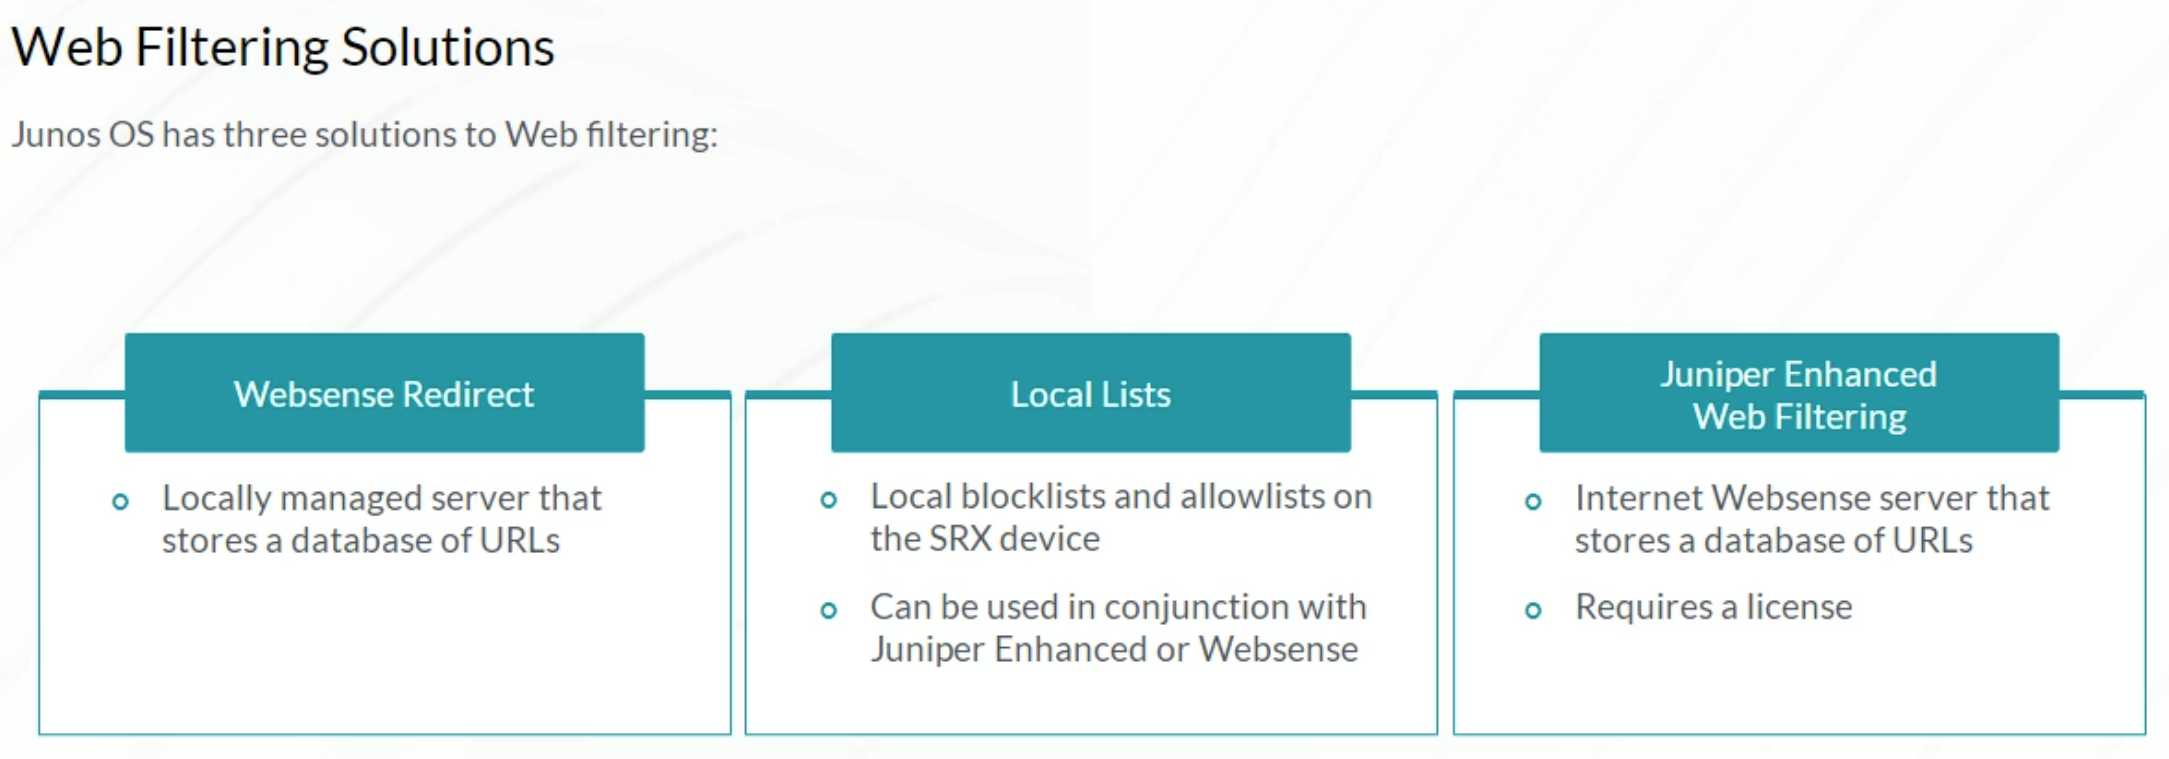 Web Filtering Solutions
Junos OS has three solutions to Web filtering:
Websense Redirect
Locally managed server that
stores a database of URLs
Local Lists
Local blocklists and allowlists on
the SRX device
Can be used in conjunction with
Juniper Enhanced or Websense
Juniper Enhanced
Web Filtering
Internet Websense server that
stores a database of URLs
Requires a license